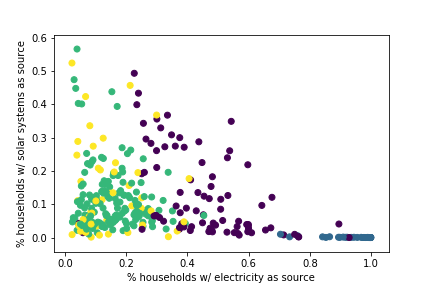 0.6
0.5
0.4
0.3
0.2
0.1
0.0
% households w/ solar systems as source
0.0 0.2 0.4 0.6 0.8 1.0
% households w/ electricity as source